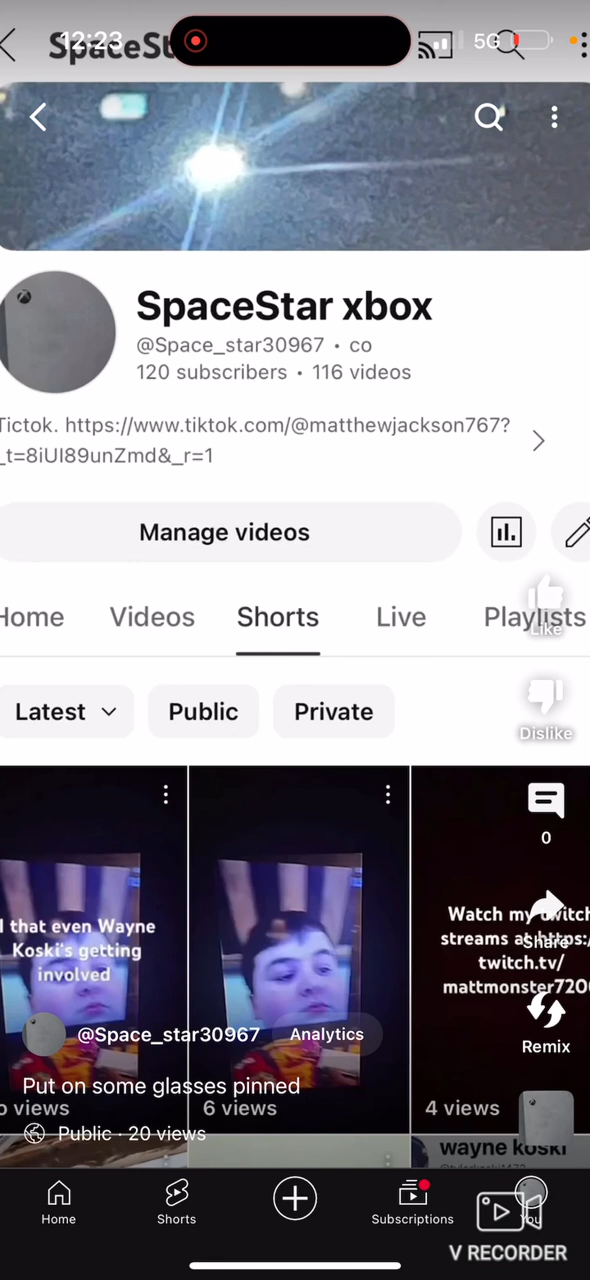 12:23
SpaceSt
5G
SpaceStar xbox
@Space_star30967 • co
120 subscribers • 116 videos
Tictok. https://www.tiktok.com/@matthewjackson767?
_t=8iUI89unZmd&_r=1
Manage videos
Home Videos Shorts Live Playlists
Like
Latest Public Private
Dislike
0
I that even Wayne
Koski's getting
involved
Watch my twitch
streams at https:/
twitch.tv/
mattmonster720
Share
@Space_star30967 Analytics
Remix
Put on some glasses pinned
views
6 views
4 views
Public · 20 views
wayne koski
Home
Shorts
Subscriptions
You
V RECORDER